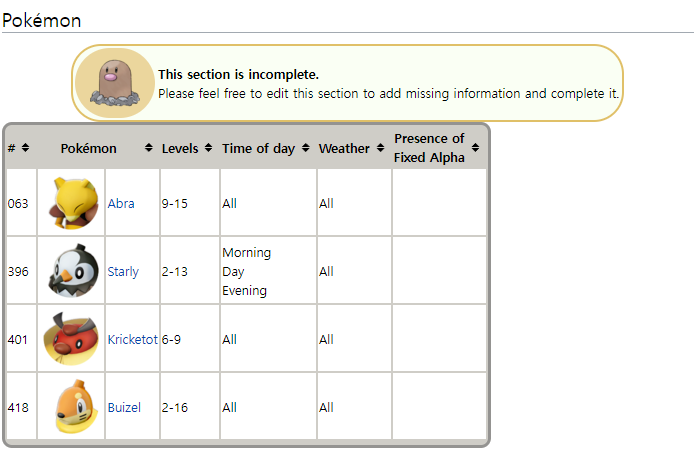 Pokémon
This section is incomplete.
Please feel free to edit this section to add missing information and complete it.
# Pokémon Levels Time of day Weather Presence of
Fixed Alpha
063 Abra 9-15 All All
396 Starly 2-13 Morning
Day
Evening All
401 Kricketot 6-9 All All
418 Buizel 2-16 All All